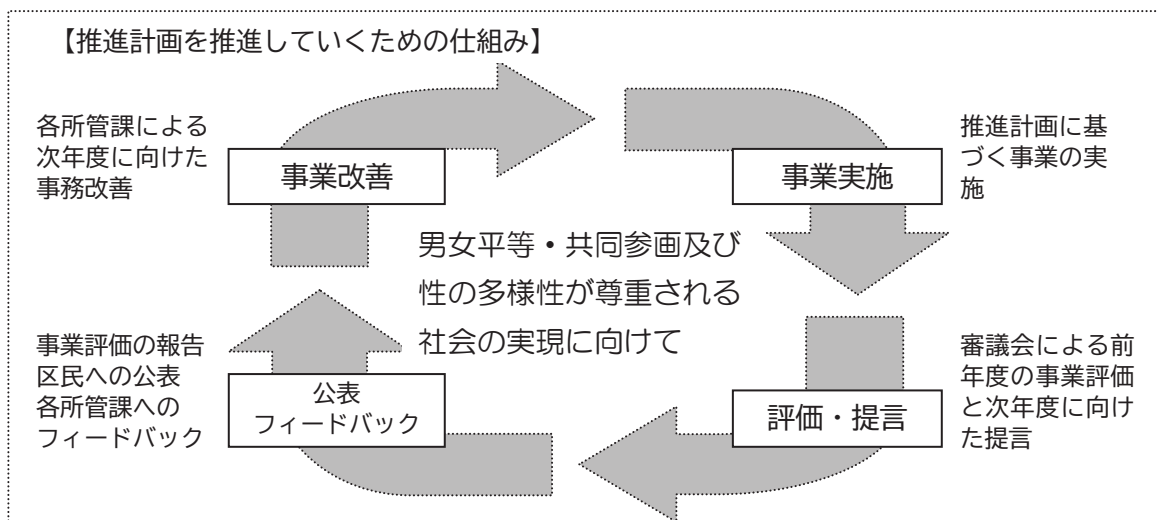 【推進計画を推進していくための仕組み】
各所管課による
次年度に向けた
事務改善
事業改善
事業実施
推進計画に基
づく事業の実
施
男女平等・共同参画及び
性の多様性が尊重される
社会の実現に向けて
事業評価の報告
区民への公表
各所管課への
フィードバック
公表
フィードバック
評価・提言
審議会による前
年度の事業評価
と次年度に向け
た提言